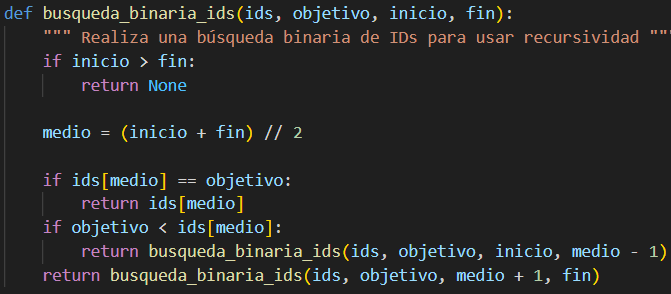 def busqueda_binaria_ids(ids, objetivo, inicio, fin):
    """ Realiza una búsqueda binaria de IDs para usar recursividad """
    if inicio > fin:
        return None
    medio = (inicio + fin) // 2
    if ids[medio] == objetivo:
        return ids[medio]
    if objetivo < ids[medio]:
        return busqueda_binaria_ids(ids, objetivo, inicio, medio - 1)
    return busqueda_binaria_ids(ids, objetivo, medio + 1, fin)